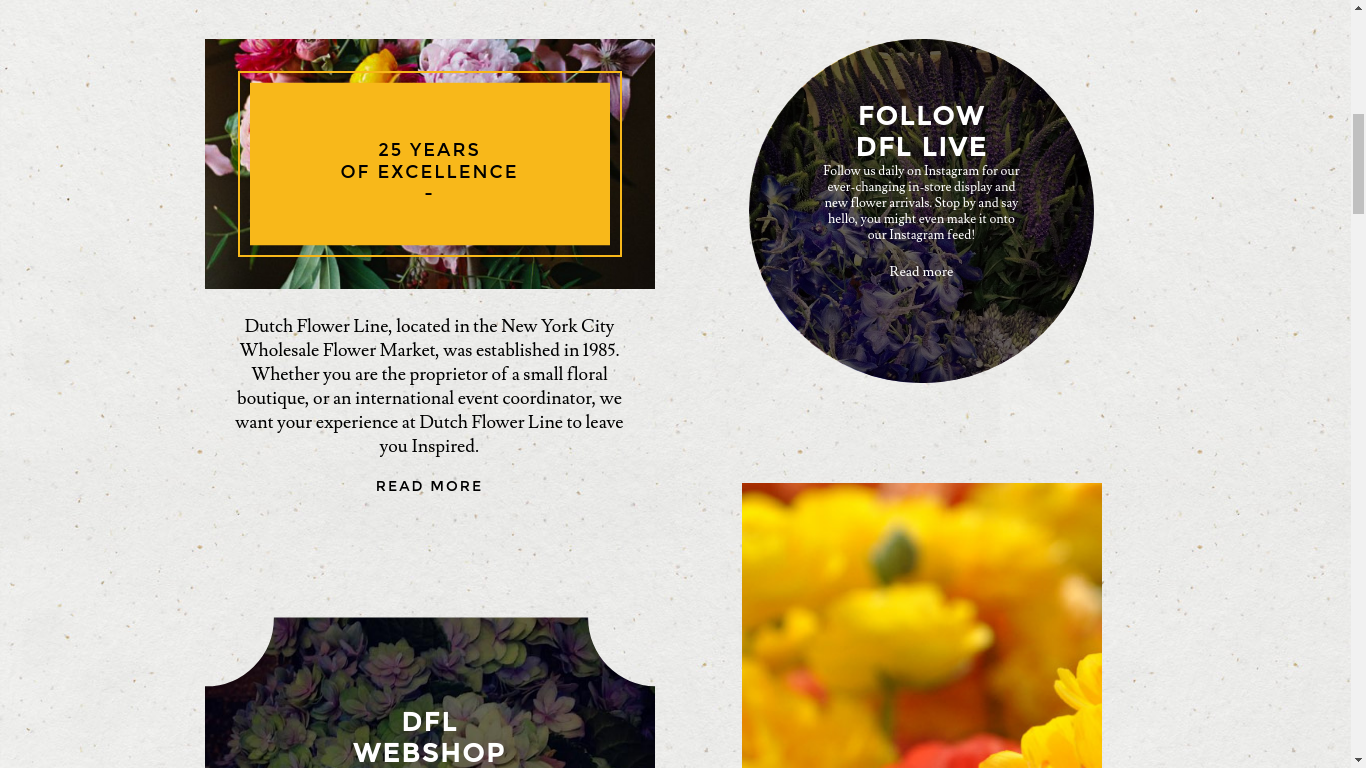 25 YEARS
OF EXCELLENCE
-
Dutch Flower Line, located in the New York City
Wholesale Flower Market, was established in 1985.
Whether you are the proprietor of a small floral
boutique, or an international event coordinator, we
want your experience at Dutch Flower Line to leave
you Inspired.
READ MORE
FOLLOW
DFL LIVE
Follow us daily on Instagram for our
ever-changing in-store display and
new flower arrivals. Stop by and say
hello, you might even make it onto
our Instagram feed!
Read more
DFL
WEBSHOP